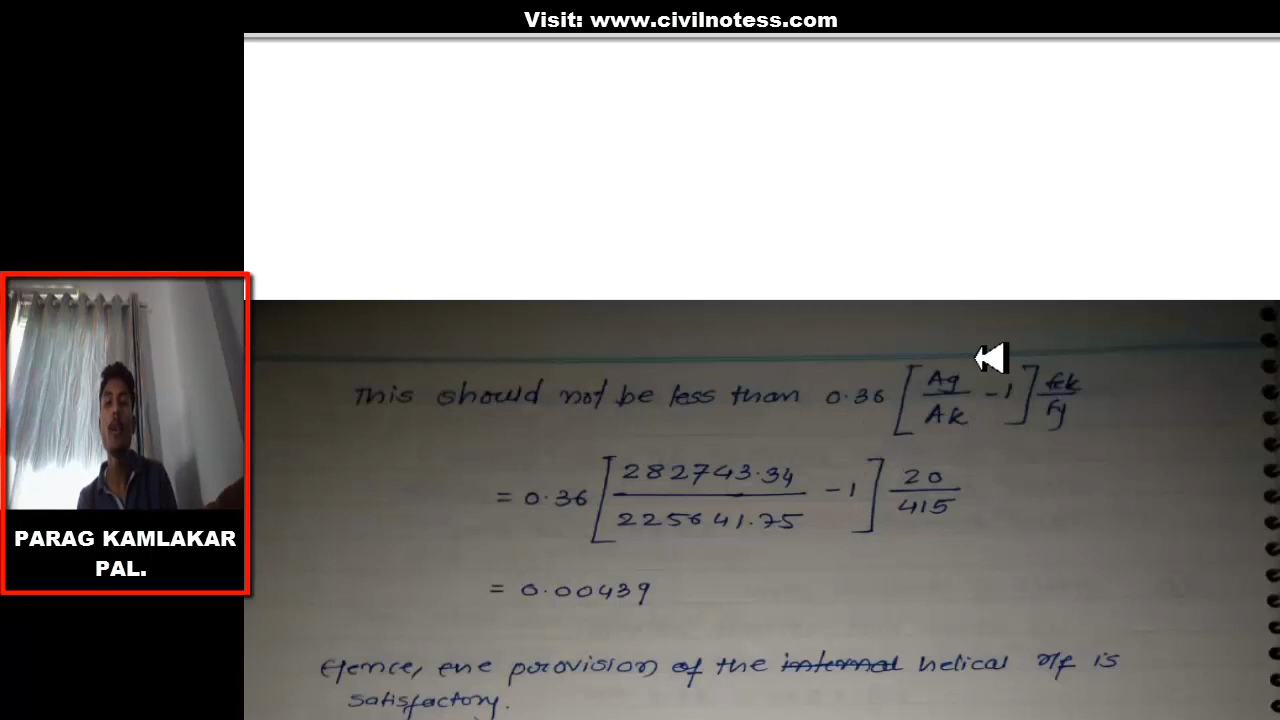 Visit: www.civilnotess.com
This should not be less than 0.36 [Ag/Ak - 1] fck/fy
= 0.36 [282743.34/225641.75 - 1] 20/415
= 0.00439
PARAG KAMLAKAR
PAL.
Hence, the provision of the internal helical r/f is
satisfactory.